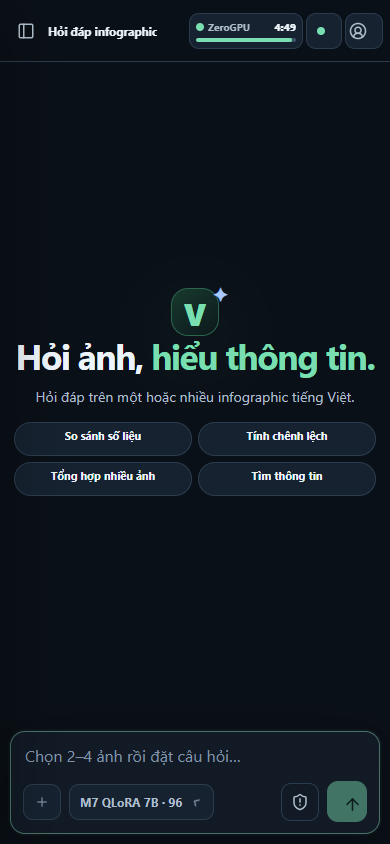 Hỏi đáp infographic
ZeroGPU 4:49
v
Hỏi ảnh, hiểu thông tin.
Hỏi đáp trên một hoặc nhiều infographic tiếng Việt.
So sánh số liệu
Tính chênh lệch
Tổng hợp nhiều ảnh
Tìm thông tin
Chọn 2–4 ảnh rồi đặt câu hỏi...
M7 QLoRA 7B · 96